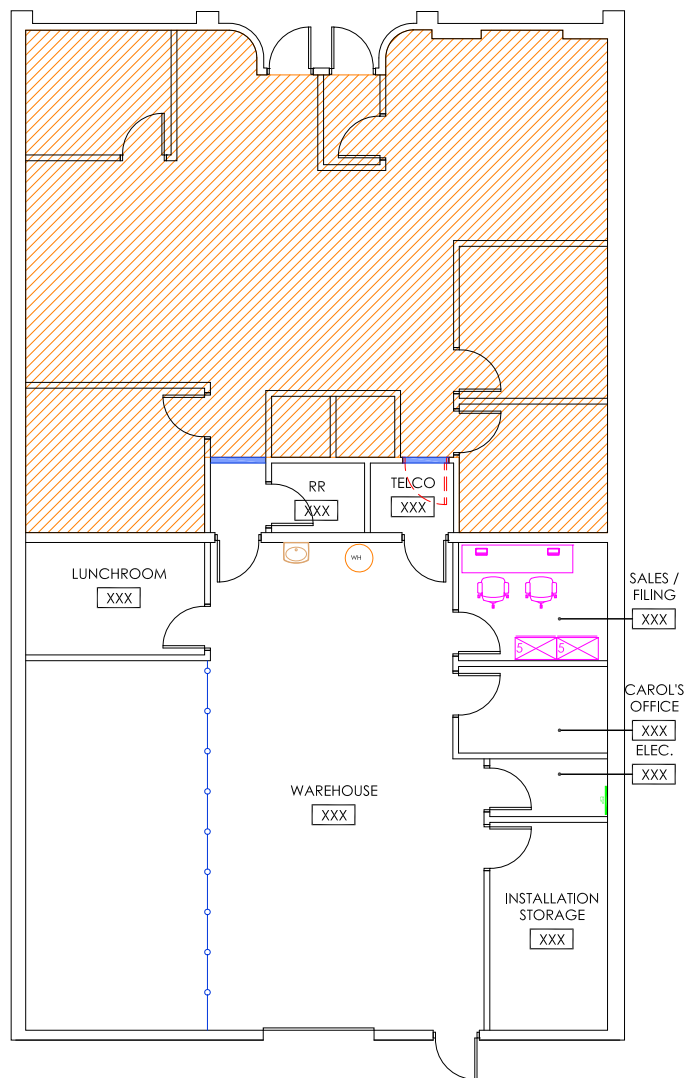 RR
XXX
TELCO
XXX
WH
LUNCHROOM
XXX
SALES /
FILING
XXX
5
5
CAROL'S
OFFICE
XXX
ELEC.
XXX
WAREHOUSE
XXX
INSTALLATION
STORAGE
XXX